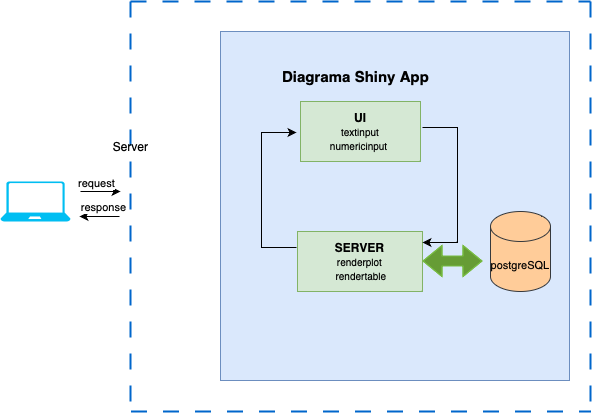 Diagrama Shiny App
UI
textinput
numericinput
Server
request
response
SERVER
renderplot
rendertable
postgreSQL